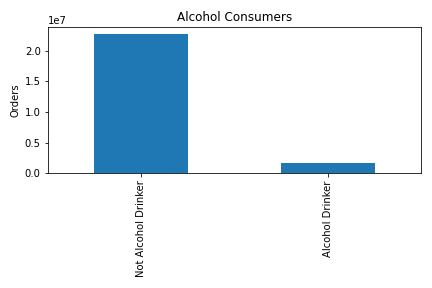 Alcohol Consumers
1e7
Orders
2.0
1.5
1.0
0.5
0.0
Not Alcohol Drinker
Alcohol Drinker